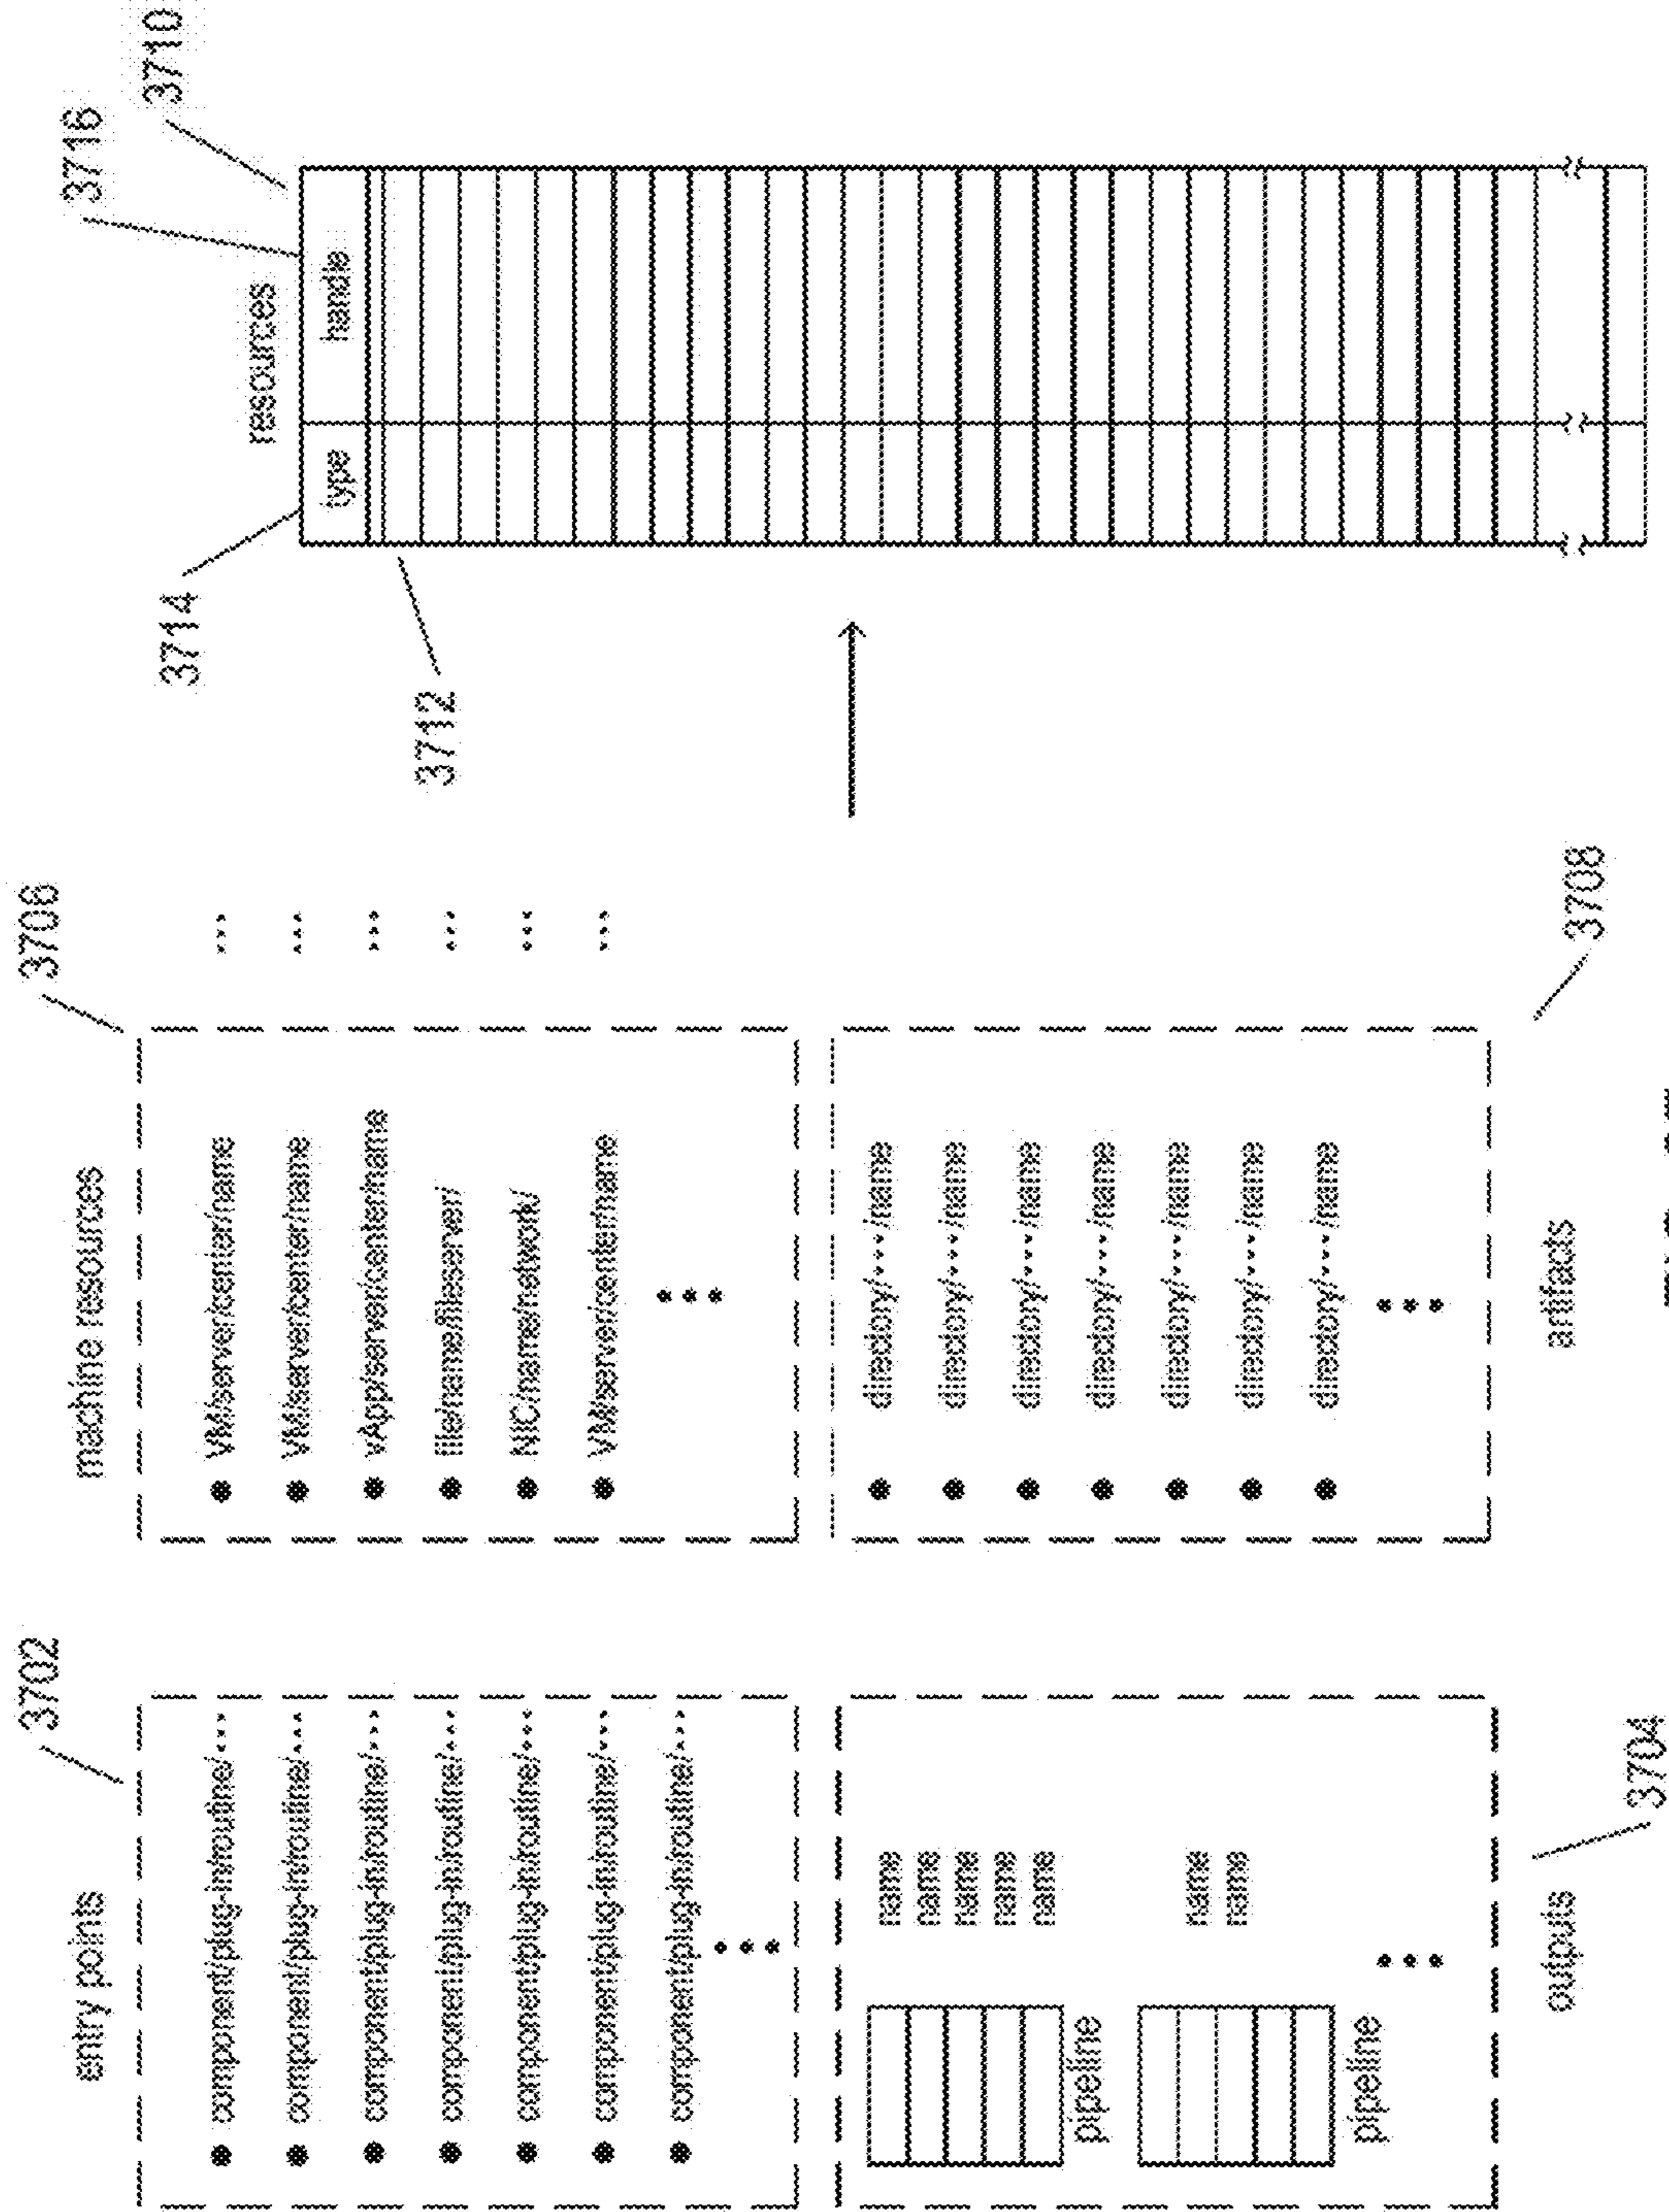 3702
entry points
component/plug-in/routine/...
component/plug-in/routine/...
component/plug-in/routine/...
component/plug-in/routine/...
component/plug-in/routine/...
component/plug-in/routine/...
component/plug-in/routine/...
name
name
name
name
name
pipeline
name
name
pipeline
outputs
3704
3708
machine resources
VM/server/center/name ...
VM/server/center/name ...
vApp/server/center/name ...
file/name/fileserver/ ...
NIC/name/network/ ...
VM/server/center/name ...
directory/.../name
directory/.../name
directory/.../name
directory/.../name
directory/.../name
directory/.../name
directory/.../name
artifacts
3708
3716
3710
3714
resources
type handle
3712